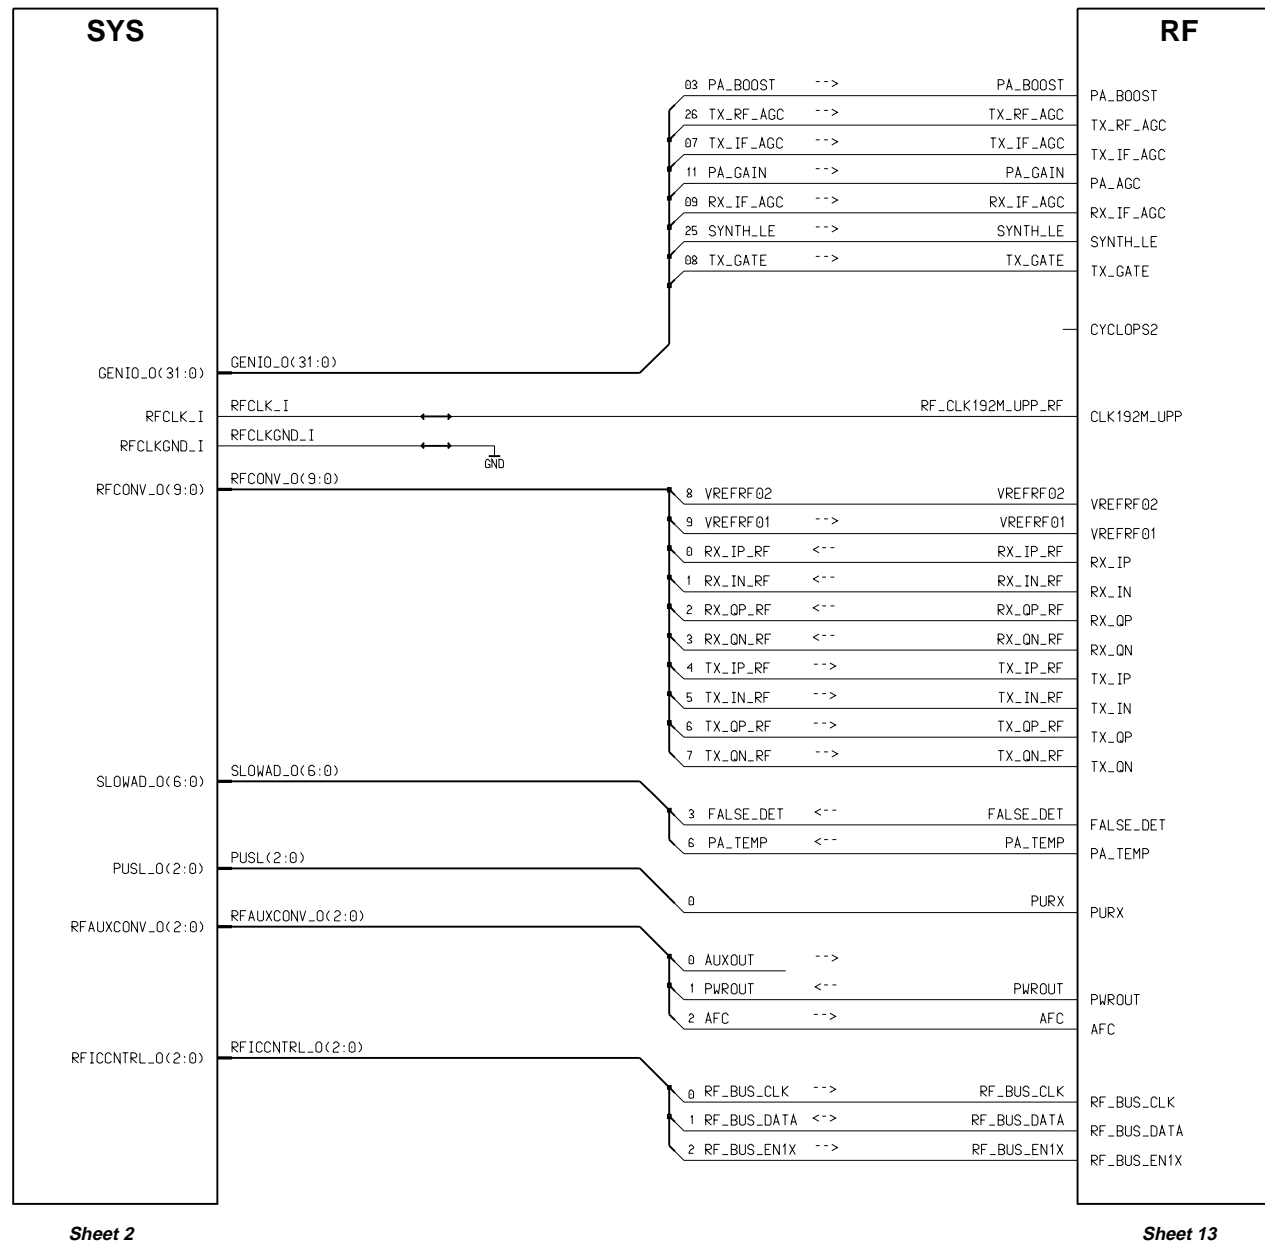 SYS RF
03 PA_BOOST --> PA_BOOST PA_BOOST
26 TX_RF_AGC --> TX_RF_AGC TX_RF_AGC
07 TX_IF_AGC --> TX_IF_AGC TX_IF_AGC
11 PA_GAIN --> PA_GAIN PA_AGC
09 RX_IF_AGC --> RX_IF_AGC RX_IF_AGC
25 SYNTH_LE --> SYNTH_LE SYNTH_LE
08 TX_GATE --> TX_GATE TX_GATE
CYCLOPS2
GENIO_O(31:0) GENIO_O(31:0)
RFCLK_I RFCLK_I RF_CLK192M_UPP_RF CLK192M_UPP
RFCLKGND_I RFCLKGND_I
GND
RFCONV_O(9:0) RFCONV_O(9:0)
8 VREFRF02 VREFRF02 VREFRF02
9 VREFRF01 --> VREFRF01 VREFRF01
0 RX_IP_RF <-- RX_IP_RF RX_IP
1 RX_IN_RF <-- RX_IN_RF RX_IN
2 RX_QP_RF <-- RX_QP_RF RX_QP
3 RX_QN_RF <-- RX_QN_RF RX_QN
4 TX_IP_RF --> TX_IP_RF TX_IP
5 TX_IN_RF --> TX_IN_RF TX_IN
6 TX_QP_RF --> TX_QP_RF TX_QP
7 TX_QN_RF --> TX_QN_RF TX_QN
SLOWAD_O(6:0) SLOWAD_O(6:0)
3 FALSE_DET <-- FALSE_DET FALSE_DET
6 PA_TEMP <-- PA_TEMP PA_TEMP
PUSL_O(2:0) PUSL(2:0)
0 PURX PURX
RFAUXCONV_O(2:0) RFAUXCONV_O(2:0)
0 AUXOUT -->
1 PWROUT <-- PWROUT PWROUT
2 AFC --> AFC AFC
RFICCNTRL_O(2:0) RFICCNTRL_O(2:0)
0 RF_BUS_CLK --> RF_BUS_CLK RF_BUS_CLK
1 RF_BUS_DATA <-> RF_BUS_DATA RF_BUS_DATA
2 RF_BUS_EN1X --> RF_BUS_EN1X RF_BUS_EN1X
Sheet 2 Sheet 13